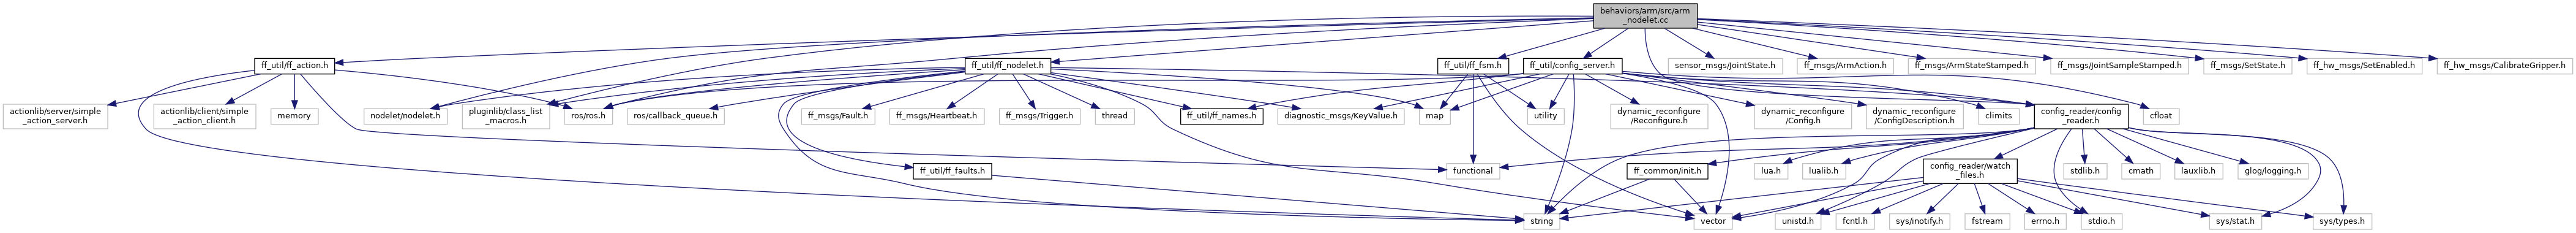 behaviors/arm/src/arm
_nodelet.cc
ff_util/ff_action.h
ff_util/ff_nodelet.h
ff_util/ff_fsm.h
ff_util/config_server.h
sensor_msgs/JointState.h
ff_msgs/ArmAction.h
ff_msgs/ArmStateStamped.h
ff_msgs/JointSampleStamped.h
ff_msgs/SetState.h
ff_hw_msgs/SetEnabled.h
ff_hw_msgs/CalibrateGripper.h
actionlib/server/simple
_action_server.h
actionlib/client/simple
_action_client.h
memory
nodelet/nodelet.h
pluginlib/class_list
_macros.h
ros/ros.h
ros/callback_queue.h
ff_msgs/Fault.h
ff_msgs/Heartbeat.h
ff_msgs/Trigger.h
thread
ff_util/ff_names.h
diagnostic_msgs/KeyValue.h
map
utility
dynamic_reconfigure
/Reconfigure.h
dynamic_reconfigure
/Config.h
dynamic_reconfigure
/ConfigDescription.h
climits
config_reader/config
_reader.h
cfloat
ff_util/ff_faults.h
functional
ff_common/init.h
lua.h
lualib.h
config_reader/watch
_files.h
stdlib.h
cmath
lauxlib.h
glog/logging.h
string
vector
unistd.h
fcntl.h
sys/inotify.h
fstream
errno.h
stdio.h
sys/stat.h
sys/types.h